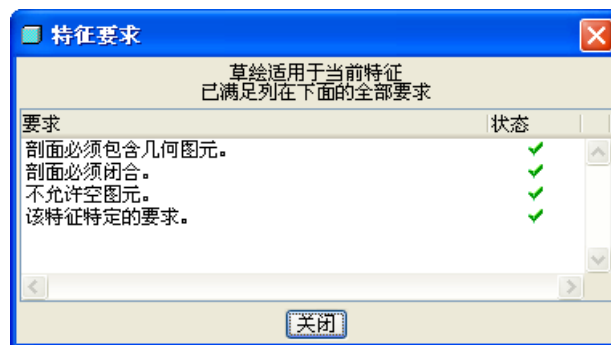 特征要求
草绘适用于当前特征
已满足列在下面的全部要求
要求 状态
剖面必须包含几何图元。
剖面必须闭合。
不允许空图元。
该特征特定的要求。
关闭